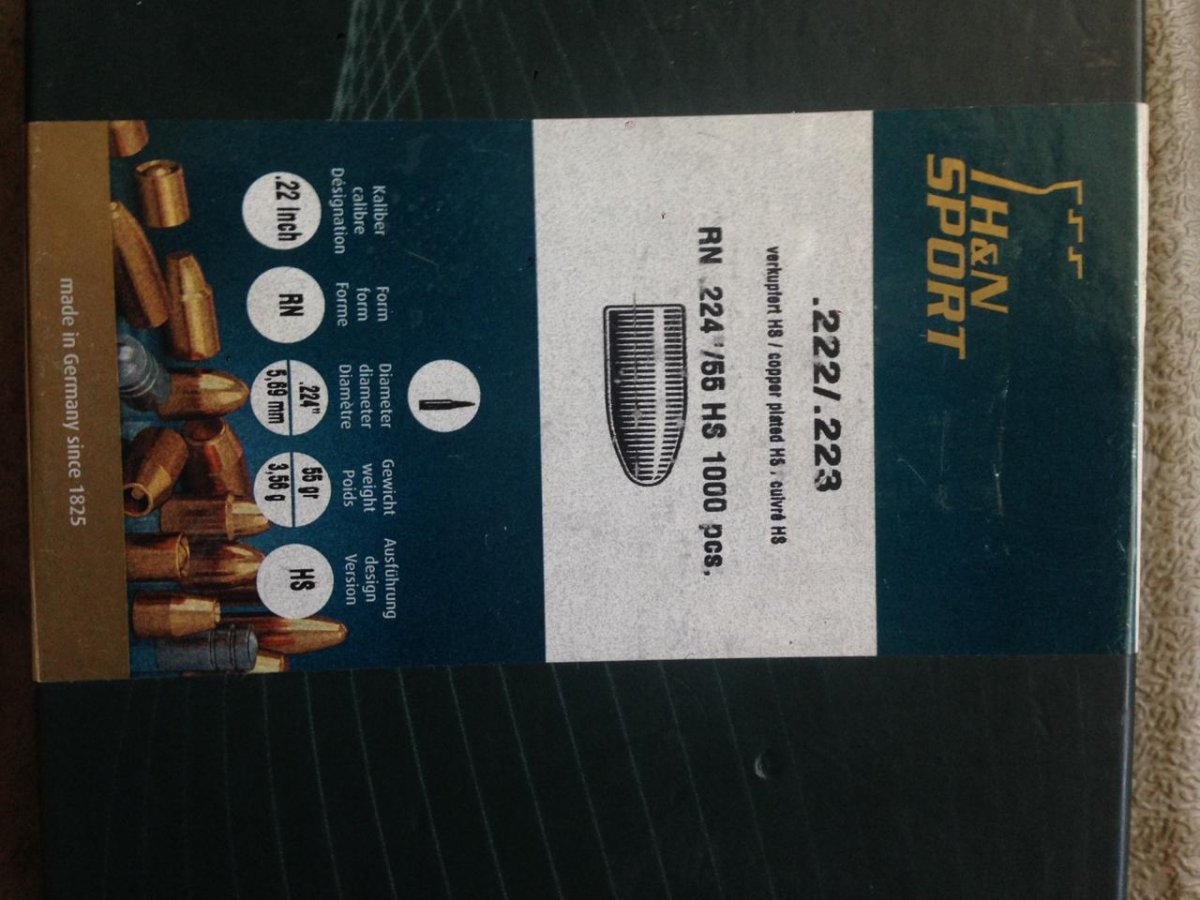 H&N
SPORT
.222/.223
verkupfert HS / copper plated HS / cuivré HS
RN .224"/55 HS 1000 pcs.
Kaliber
calibre
Désignation
.22 Inch
Form
form
Forme
RN
Diameter
diameter
Diamètre
.224"
5,69 mm
Gewicht
weight
Poids
55 gr
3,56 g
Ausführung
design
Version
HS
made in Germany since 1825